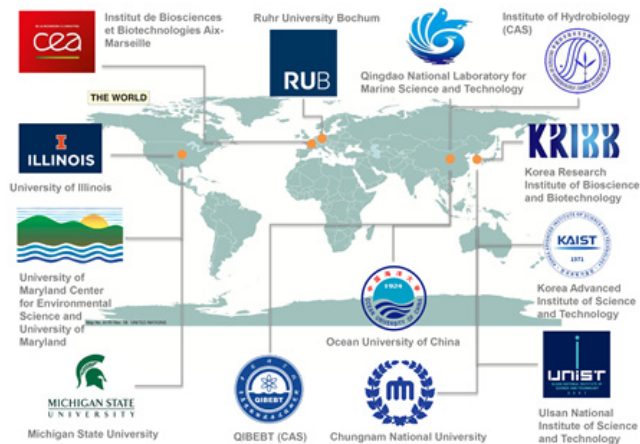 cea
Institut de Biosciences
et Biotechnologies Aix-
Marseille
Ruhr University Bochum
RUB
Qingdao National Laboratory for
Marine Science and Technology
Institute of Hydrobiology
(CAS)
THE WORLD
I
ILLINOIS
University of Illinois
KRIBB
Korea Research
Institute of Bioscience
and Biotechnology
University of
Maryland Center
for Environmental
Science and
University of
Maryland
KAIST
1971
Korea Advanced
Institute of Science
and Technology
1924
OCEAN UNIVERSITY OF CHINA
Ocean University of China
MICHIGAN STATE
UNIVERSITY
Michigan State University
QIBEBT
QIBEBT (CAS)
Chungnam National University
UNIST
Ulsan National
Institute of Science
and Technology